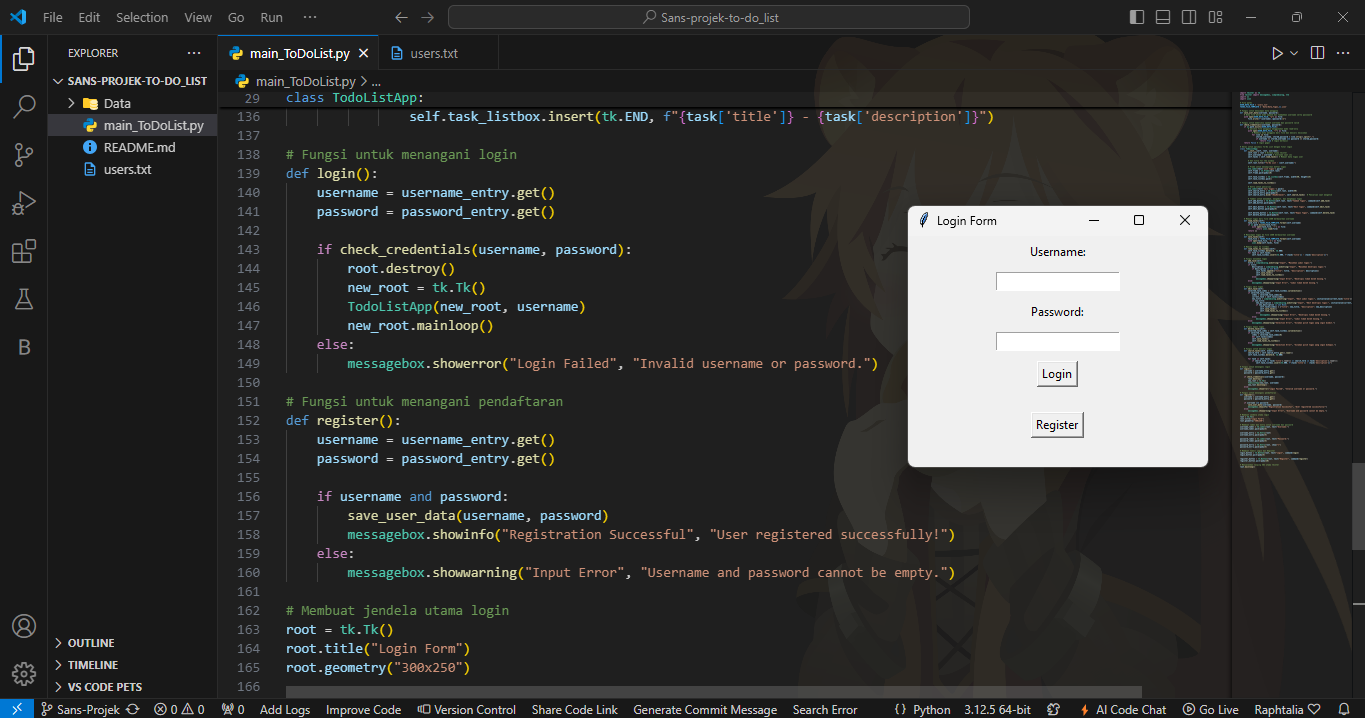 File Edit Selection View Go Run ··· Sans-projek-to-do_list
EXPLORER ···
SANS-PROJEK-TO-DO_LIST
Data
main_ToDoList.py
README.md
users.txt
OUTLINE
TIMELINE
VS CODE PETS
main_ToDoList.py users.txt
main_ToDoList.py > ...
29 class TodoListApp:
136 self.task_listbox.insert(tk.END, f"{task['title']} - {task['description']}")
137
138 # Fungsi untuk menangani login
139 def login():
140 username = username_entry.get()
141 password = password_entry.get()
142
143 if check_credentials(username, password):
144 root.destroy()
145 new_root = tk.Tk()
146 TodoListApp(new_root, username)
147 new_root.mainloop()
148 else:
149 messagebox.showerror("Login Failed", "Invalid username or password.")
150
151 # Fungsi untuk menangani pendaftaran
152 def register():
153 username = username_entry.get()
154 password = password_entry.get()
155
156 if username and password:
157 save_user_data(username, password)
158 messagebox.showinfo("Registration Successful", "User registered successfully!")
159 else:
160 messagebox.showwarning("Input Error", "Username and password cannot be empty.")
161
162 # Membuat jendela utama login
163 root = tk.Tk()
164 root.title("Login Form")
165 root.geometry("300x250")
166
Login Form
Username:
Password:
Login
Register
Sans-Projek 0 0 0 Add Logs Improve Code Version Control Share Code Link Generate Commit Message Search Error { } Python 3.12.5 64-bit AI Code Chat Go Live Raphtalia